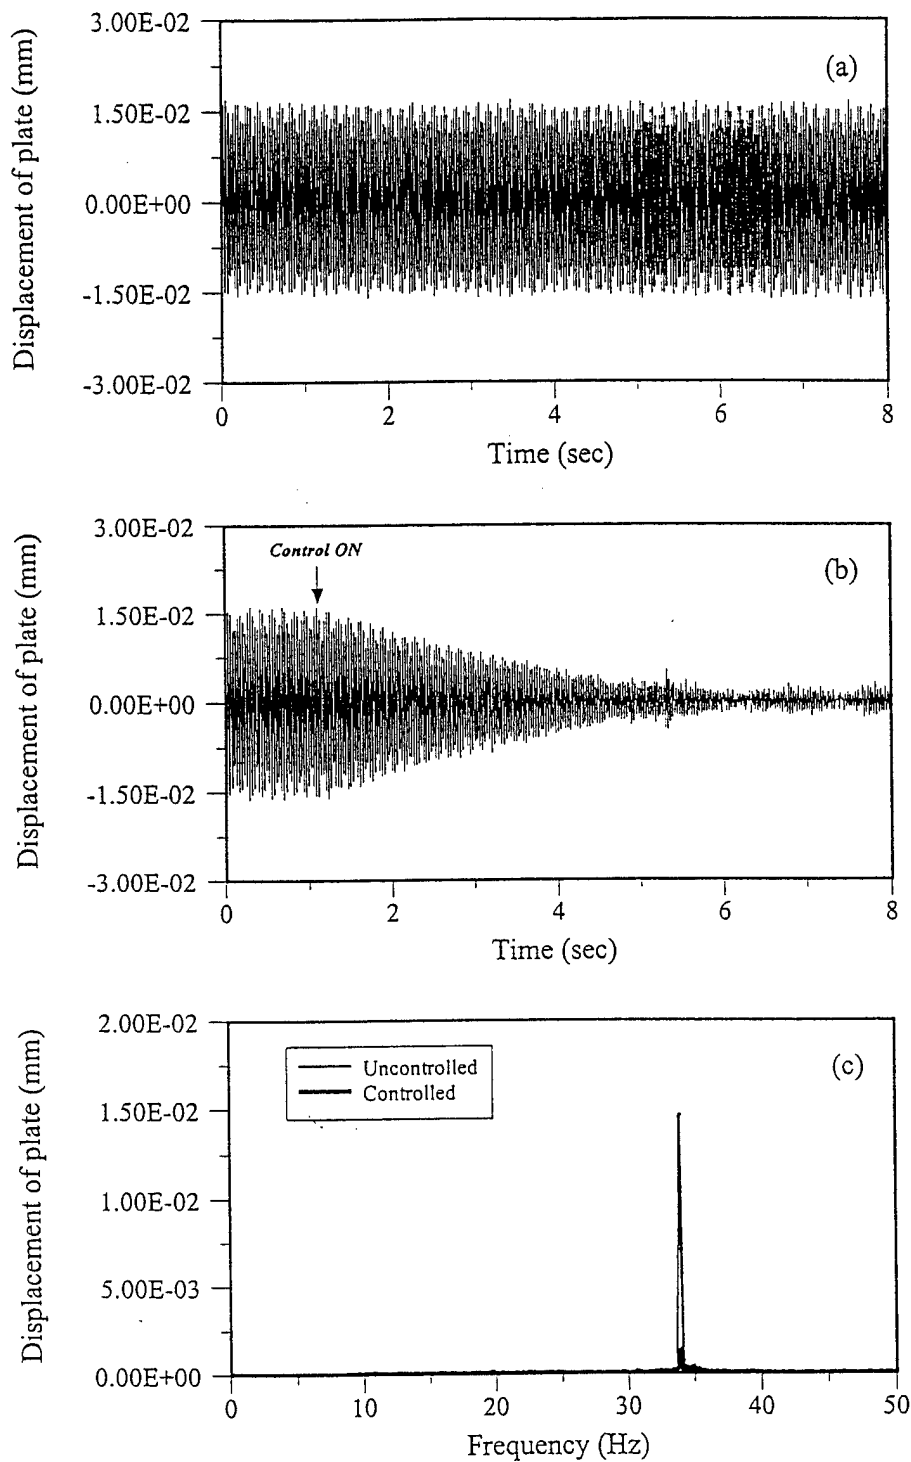 3.00E-02
(a)
1.50E-02
0.00E+00
-1.50E-02
-3.00E-02
Displacement of plate (mm)
0 2 4 6 8
Time (sec)
3.00E-02
Control ON
(b)
1.50E-02
0.00E+00
-1.50E-02
-3.00E-02
Displacement of plate (mm)
0 2 4 6 8
Time (sec)
2.00E-02
Uncontrolled
Controlled
(c)
1.50E-02
1.00E-02
5.00E-03
0.00E+00
Displacement of plate (mm)
0 10 20 30 40 50
Frequency (Hz)